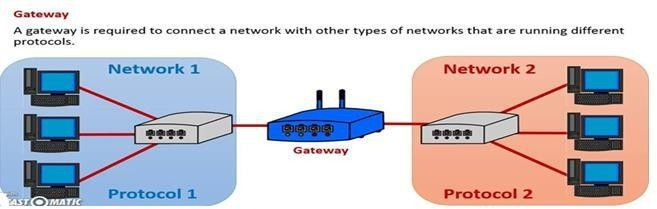 Gateway
A gateway is required to connect a network with other types of networks that are running different
protocols.
Network 1
Network 2
Gateway
Protocol 1
Protocol 2